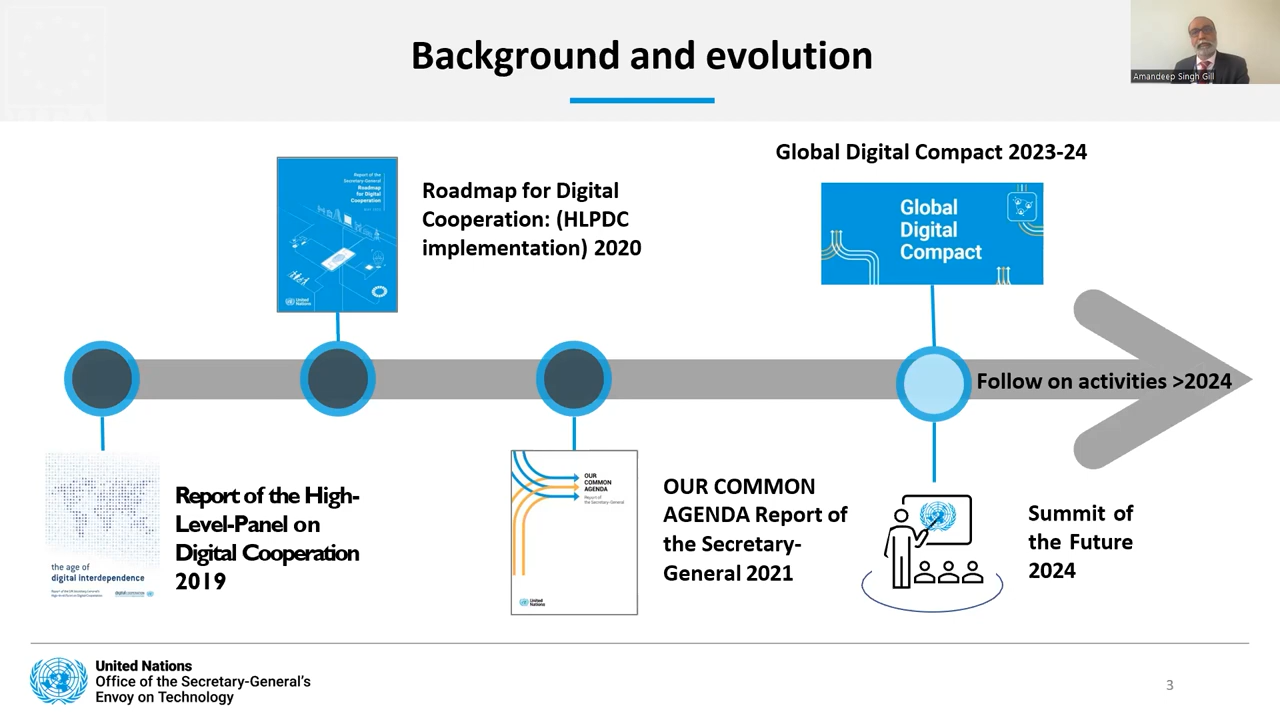 Background and evolution
Amandeep Singh Gill
Global Digital Compact 2023-24
Report of the
Secretary-General
Roadmap
for Digital
Cooperation
United
Nations
Roadmap for Digital
Cooperation: (HLPDC
implementation) 2020
Global
Digital
Compact
Follow on activities >2024
the age of
digital interdependence
Report of the High-
Level-Panel on
Digital Cooperation
2019
OUR
COMMON
AGENDA
Report of
the Secretary-General
United
Nations
OUR COMMON
AGENDA Report of
the Secretary-
General 2021
Summit of
the Future
2024
United Nations
Office of the Secretary-General's
Envoy on Technology
3